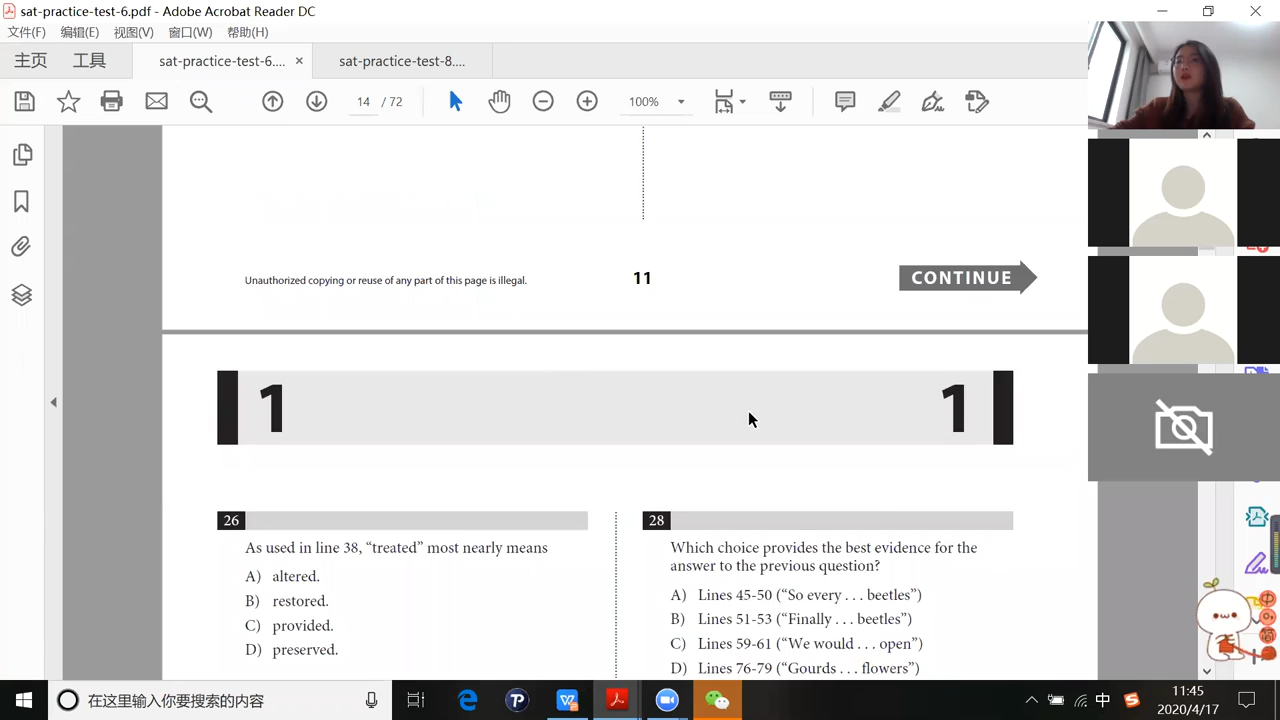 sat-practice-test-6.pdf - Adobe Acrobat Reader DC
文件(F) 编辑(E) 视图(V) 窗口(W) 帮助(H)
主页 工具 sat-practice-test-6.... × sat-practice-test-8....
14 / 72 100%
Unauthorized copying or reuse of any part of this page is illegal. 11 CONTINUE
1 1
26
As used in line 38, “treated” most nearly means
A) altered.
B) restored.
C) provided.
D) preserved.
28
Which choice provides the best evidence for the
answer to the previous question?
A) Lines 45-50 (“So every . . . beetles”)
B) Lines 51-53 (“Finally . . . beetles”)
C) Lines 59-61 (“We would . . . open”)
D) Lines 76-79 (“Gourds . . . flowers”)
在这里输入你要搜索的内容
中
11:45
2020/4/17